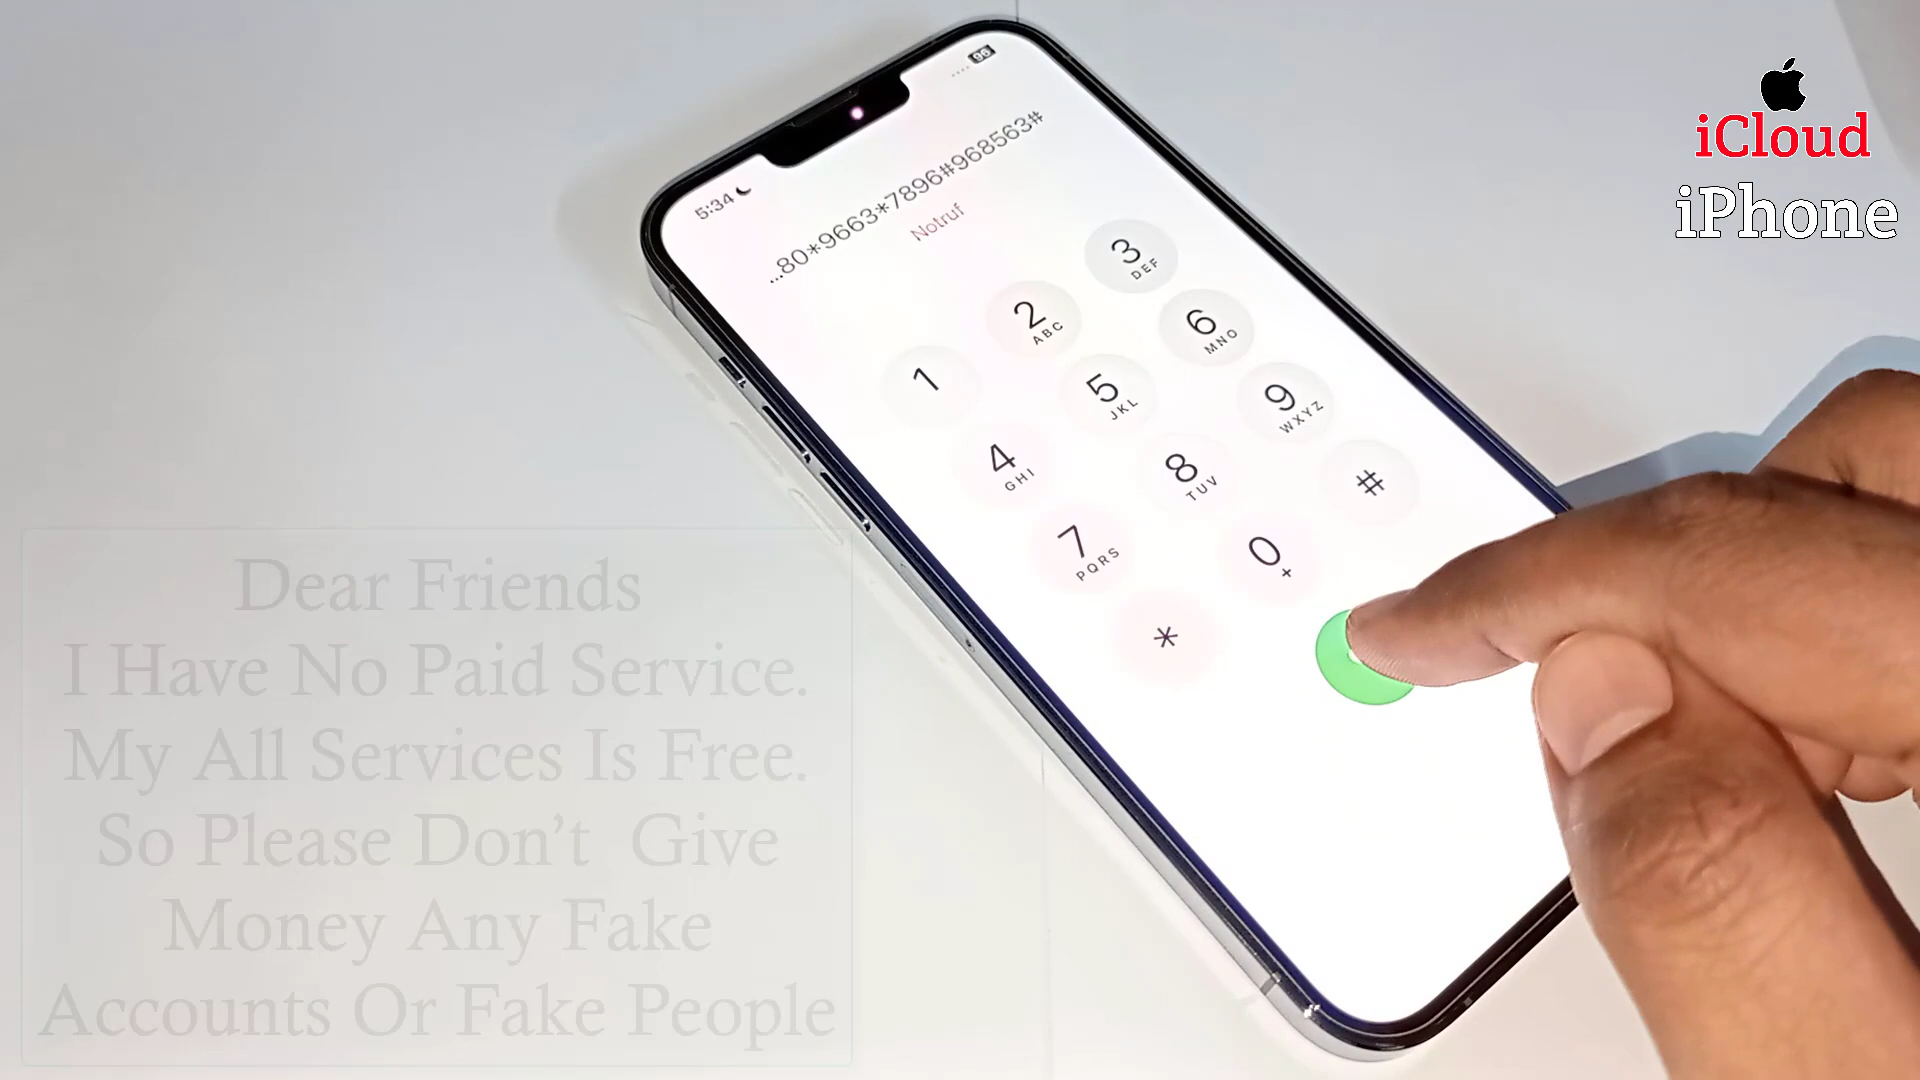 96
5:34
...80*9663*7896#968563#
Notruf
1
2
ABC
3
DEF
4
GHI
5
JKL
6
MNO
7
PQRS
8
TUV
9
WXYZ
*
0
+
#
iCloud
iPhone
Dear Friends
I Have No Paid Service.
My All Services Is Free.
So Please Don't Give
Money Any Fake
Accounts Or Fake People